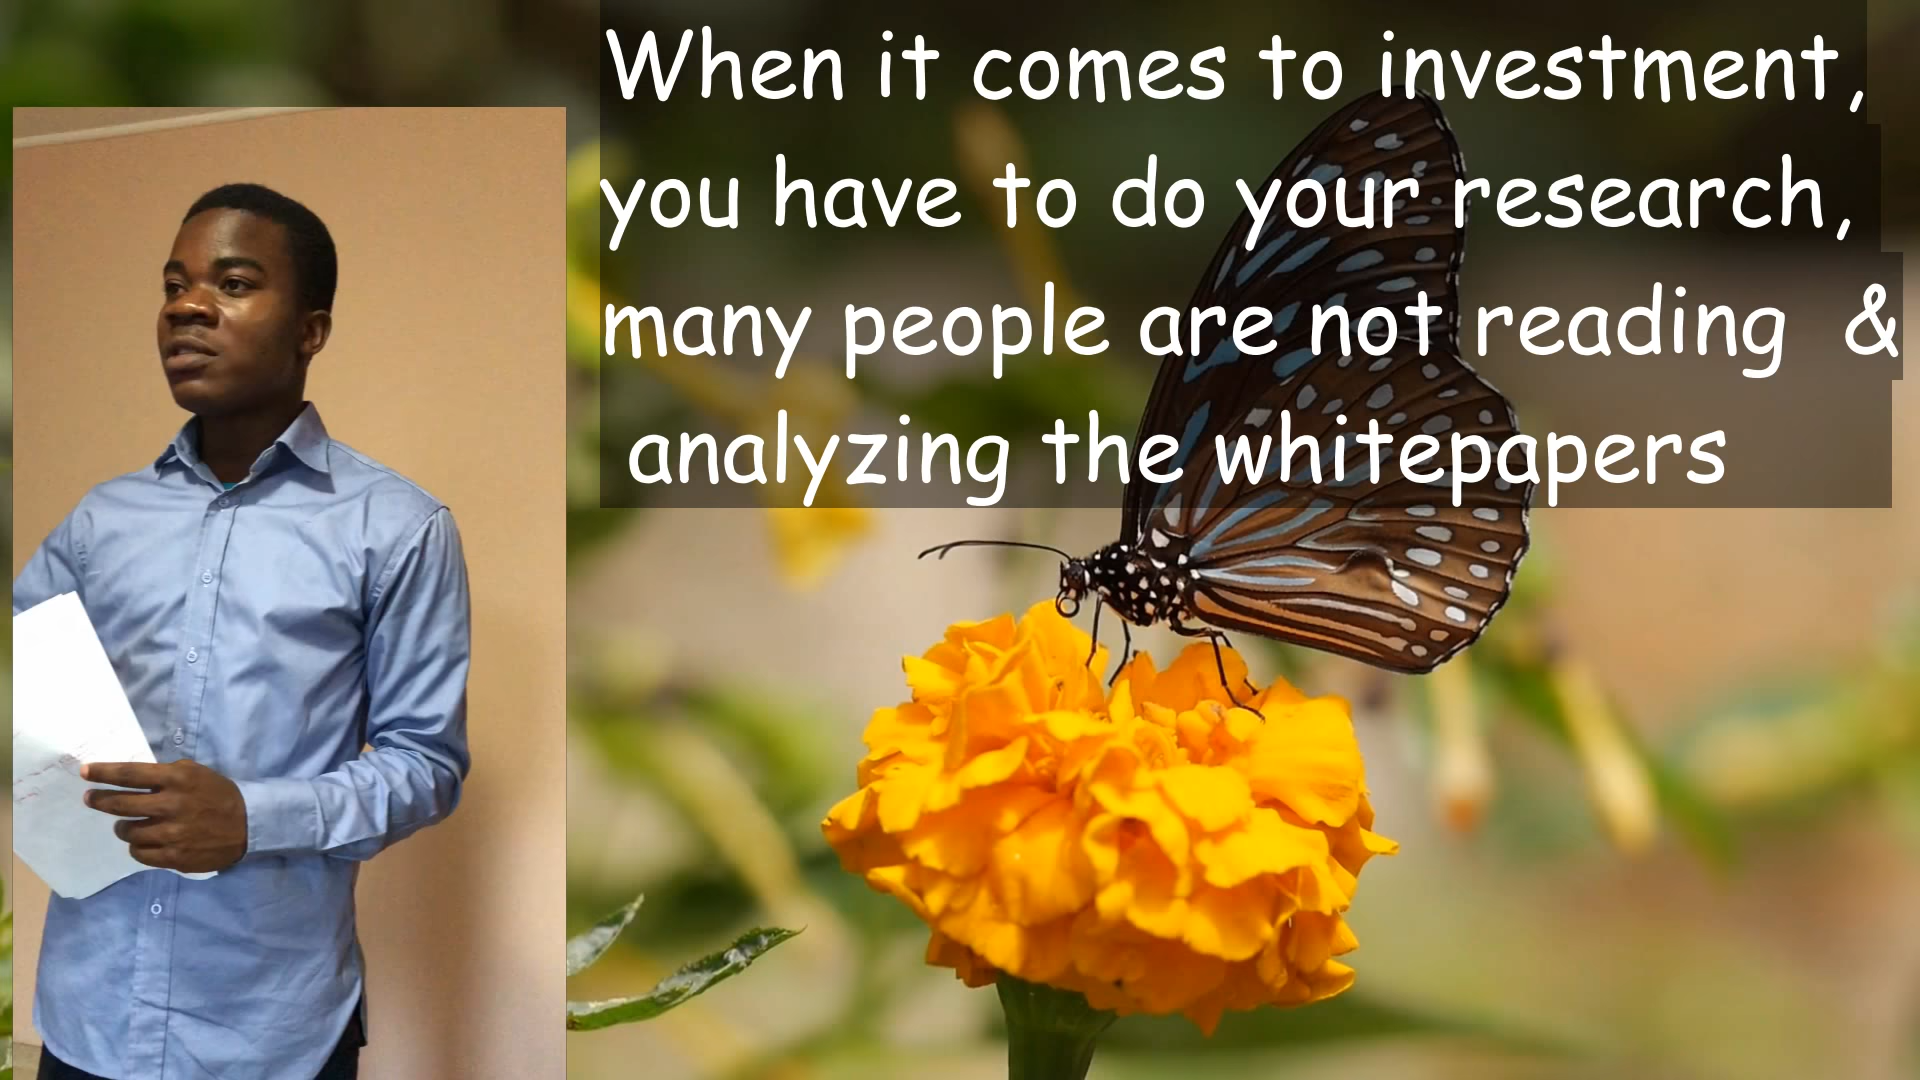 When it comes to investment,
you have to do your research,
many people are not reading  &
analyzing the whitepapers